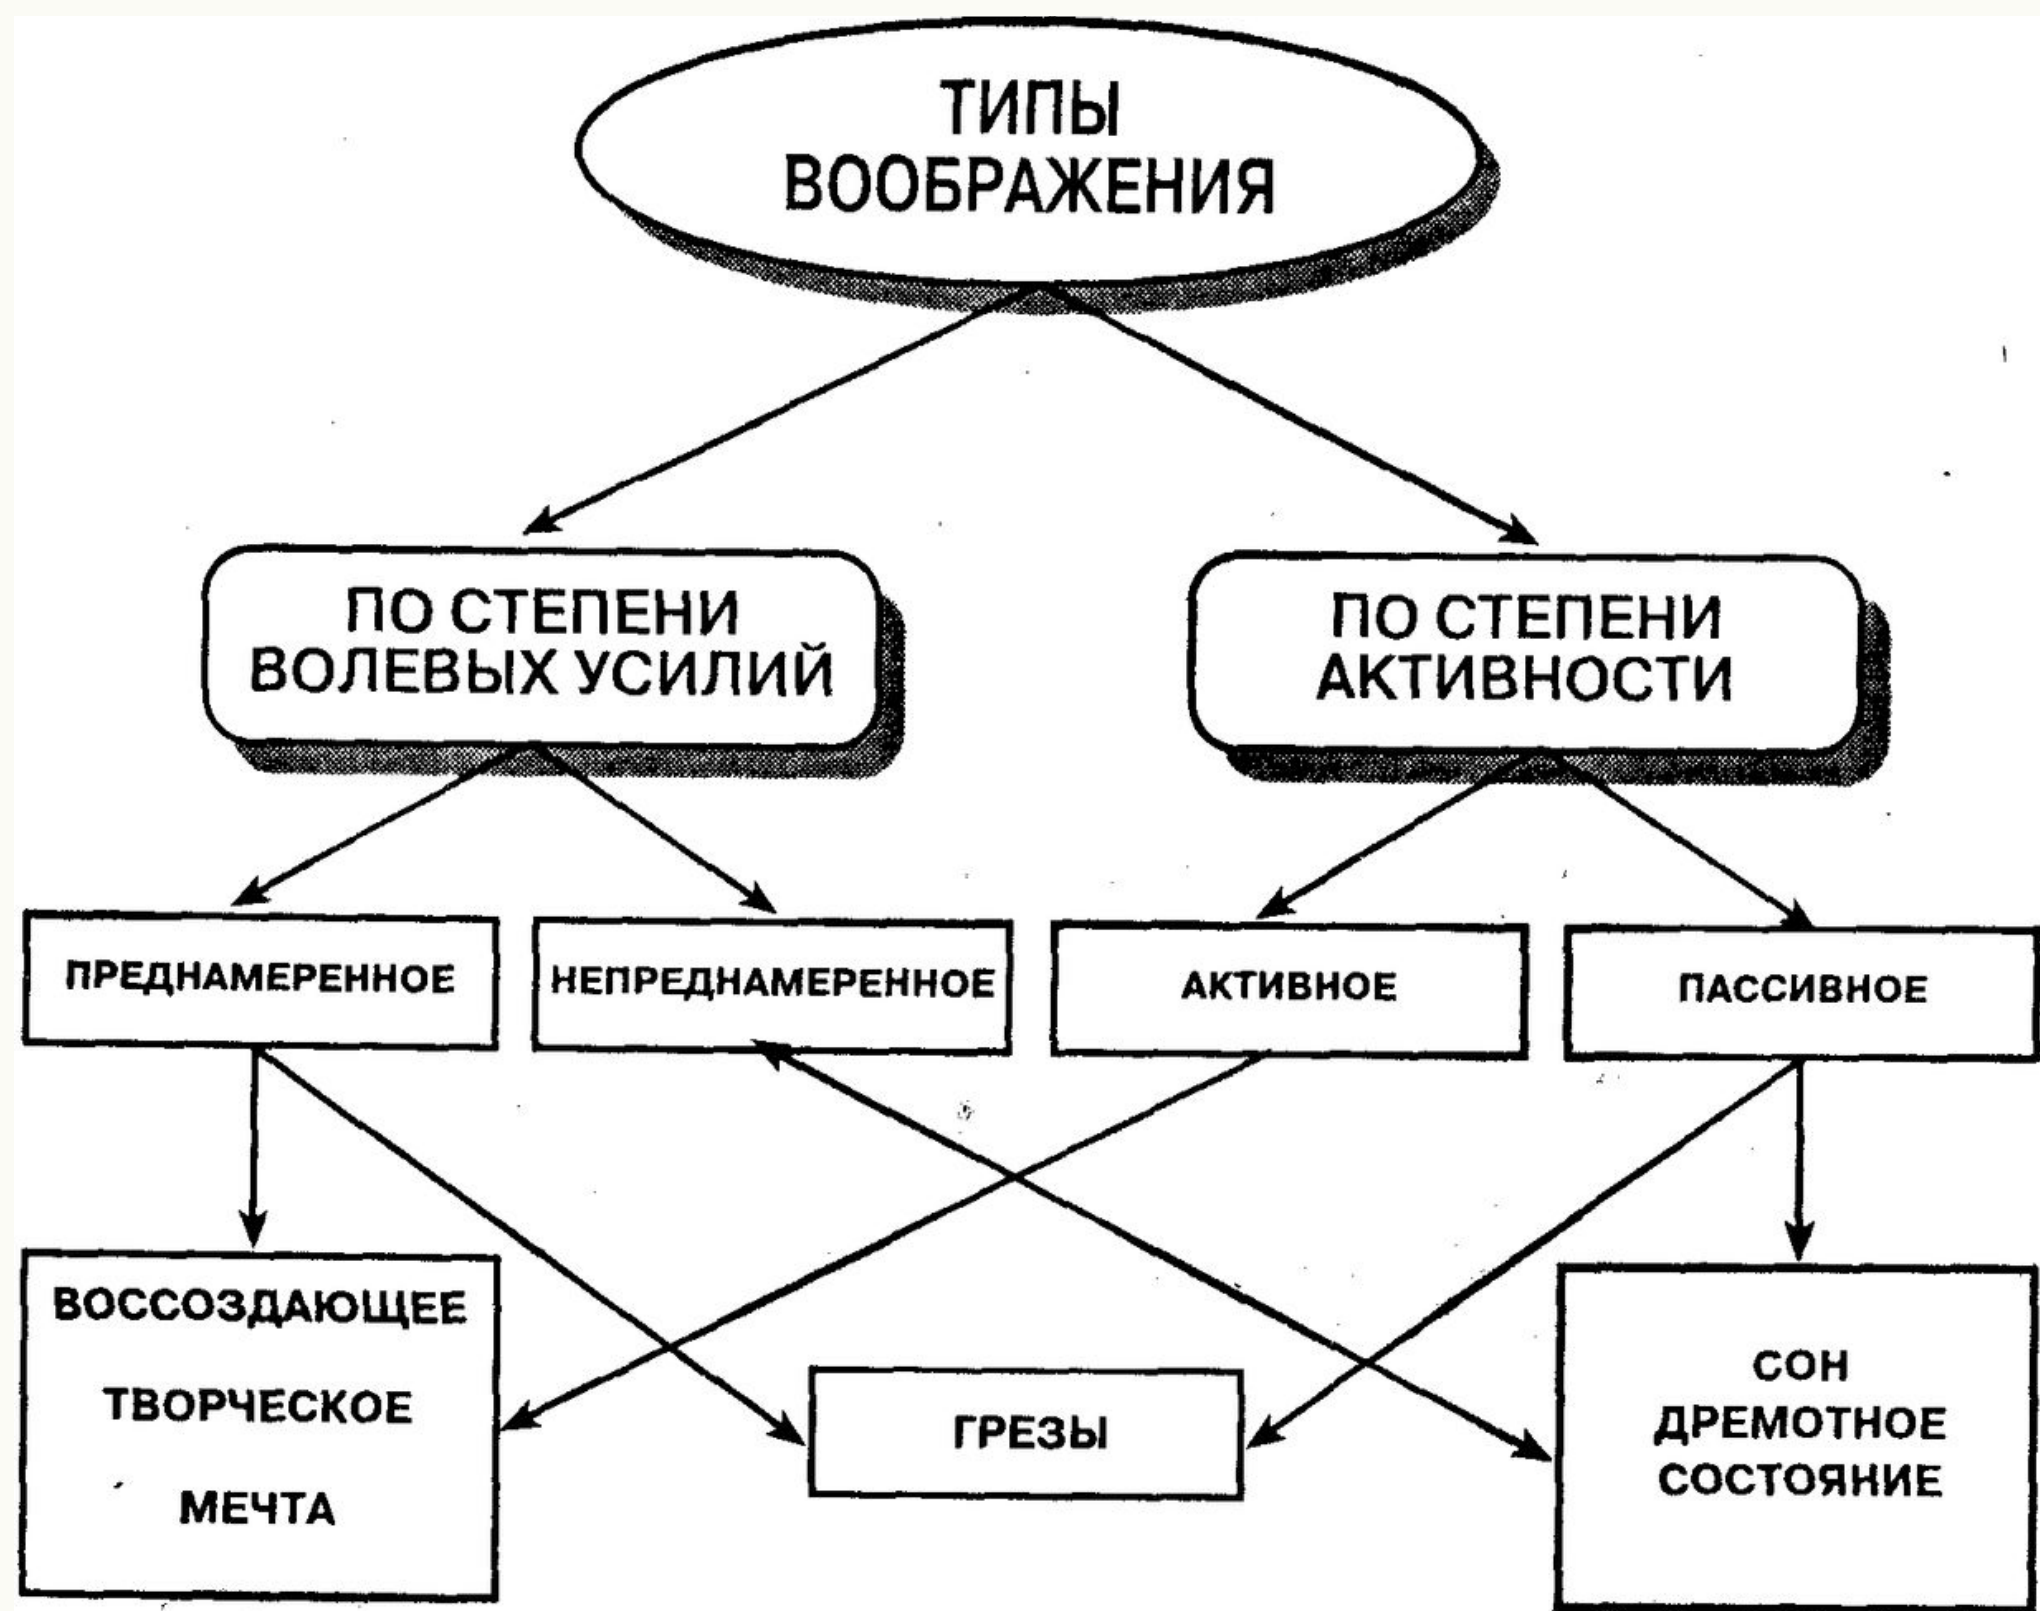 ТИПЫ
ВООБРАЖЕНИЯ
ПО СТЕПЕНИ
ВОЛЕВЫХ УСИЛИЙ
ПО СТЕПЕНИ
АКТИВНОСТИ
ПРЕДНАМЕРЕННОЕ
НЕПРЕДНАМЕРЕННОЕ
АКТИВНОЕ
ПАССИВНОЕ
ВОССОЗДАЮЩЕЕ
ТВОРЧЕСКОЕ
МЕЧТА
ГРЕЗЫ
СОН
ДРЕМОТНОЕ
СОСТОЯНИЕ